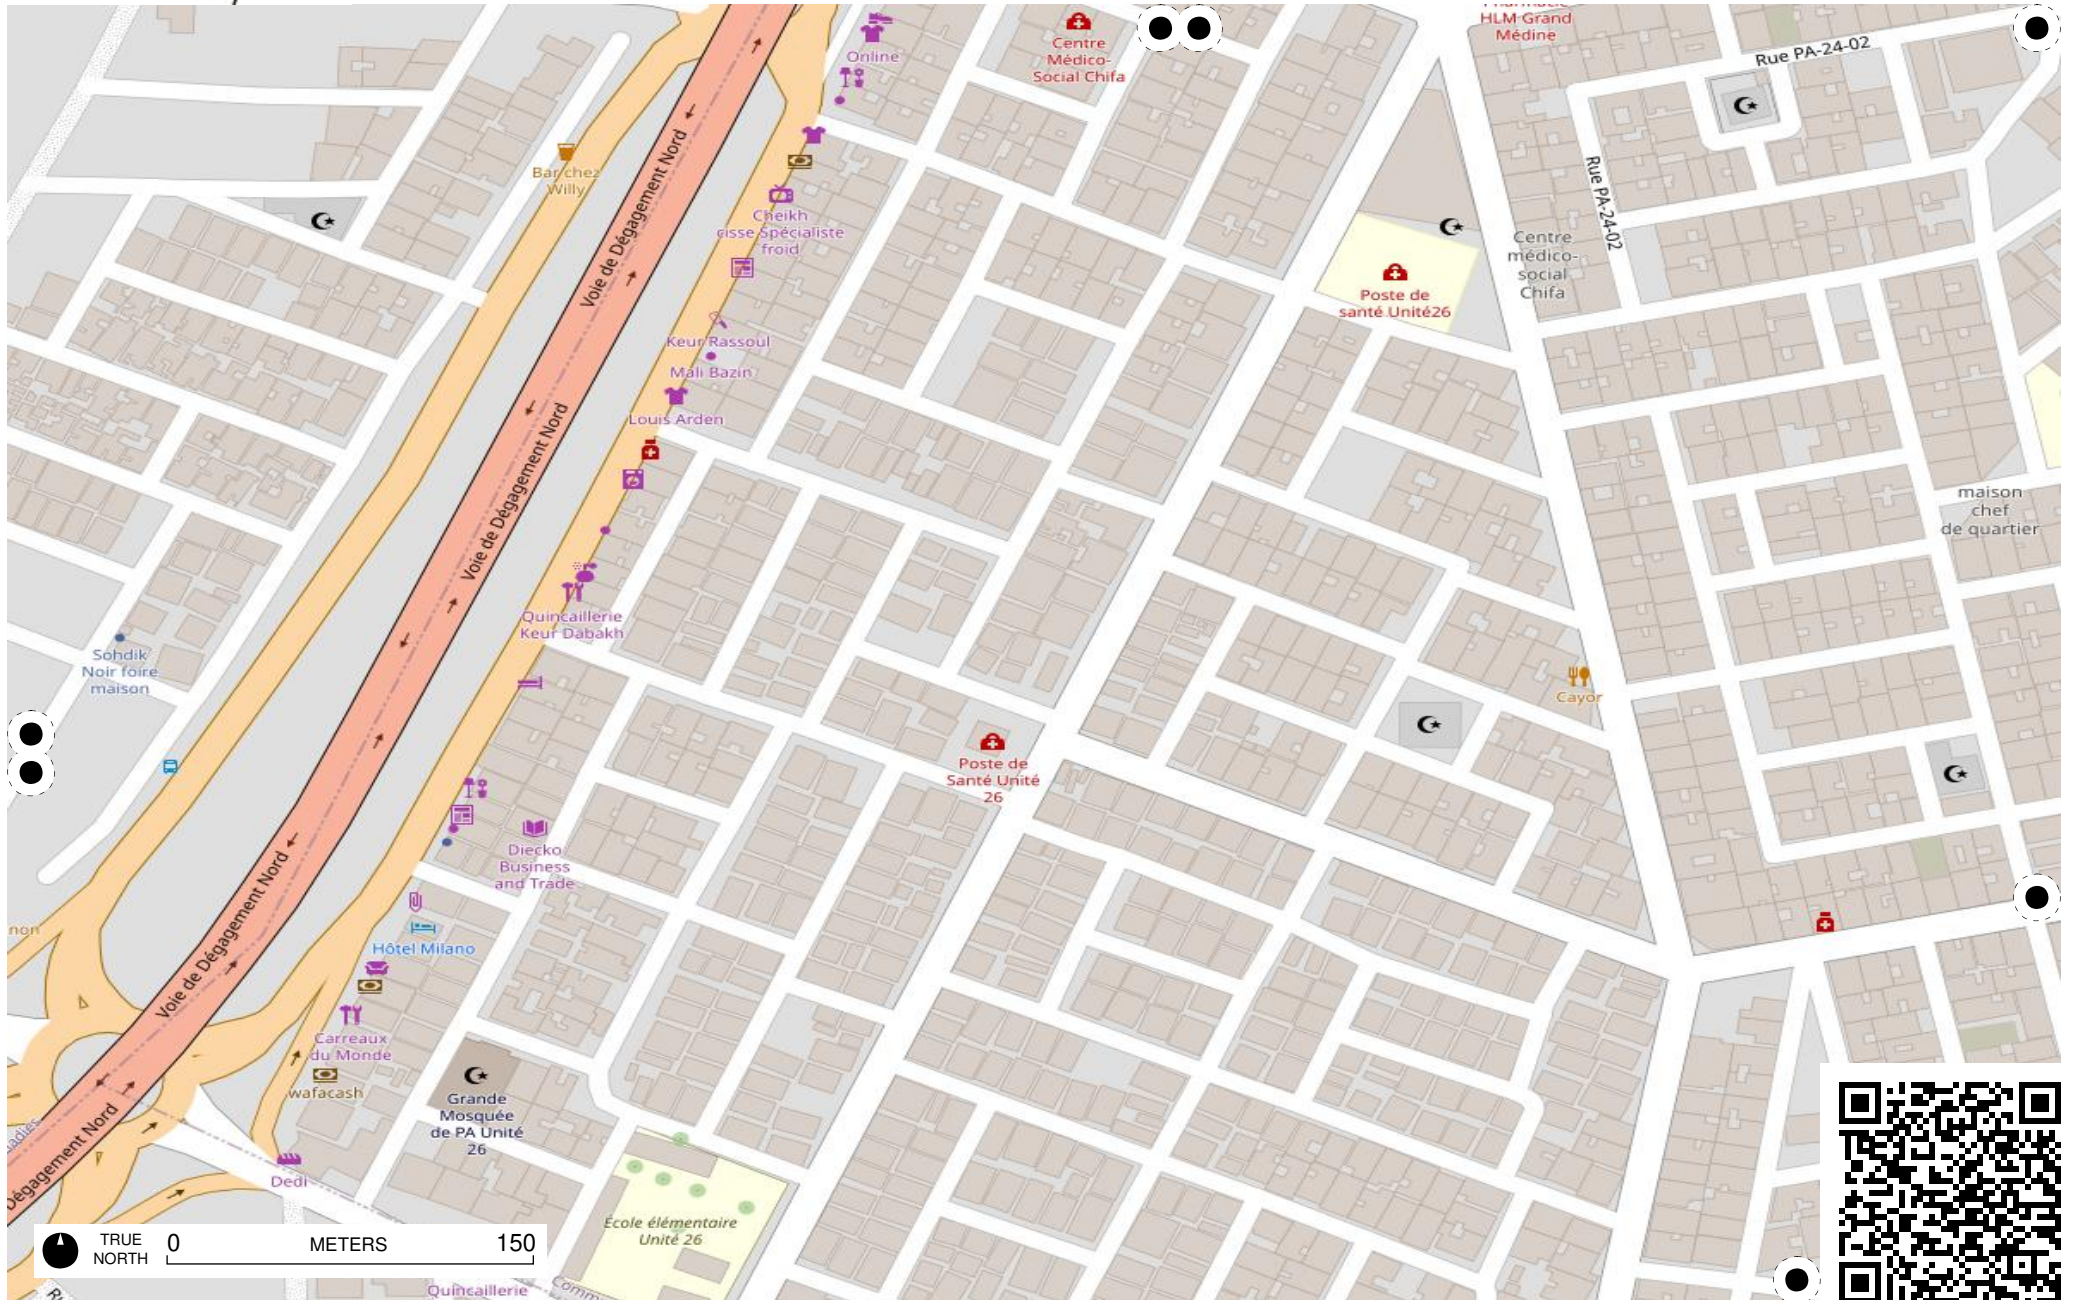 HLM Grand
Médine
Online
Centre
Médico-
Social Chifa
Rue PA-24-02
Voie de Dégagement Nord
Bar chez
Willy
Rue PA-24-02
Cheikh
cisse Spécialiste
froid
Centre
médico-
social
Chifa
Poste de
santé Unité26
Keur Rassoul
Mali Bazin
Louis Arden
Voie de Dégagement Nord
maison
chef
de quartier
Quincaillerie
Keur Dabakh
Sohdik
Noir foire
maison
Cayor
Poste de
Santé Unité
26
Diecko
Business
and Trade
Voie de Dégagement Nord
non
Hôtel Milano
Carreaux
du Monde
wafacash
Grande
Mosquée
de PA Unité
26
Dégagement Nord
Dedi
École élémentaire
Unité 26
TRUE
NORTH
0 METERS 150
Quincaillerie